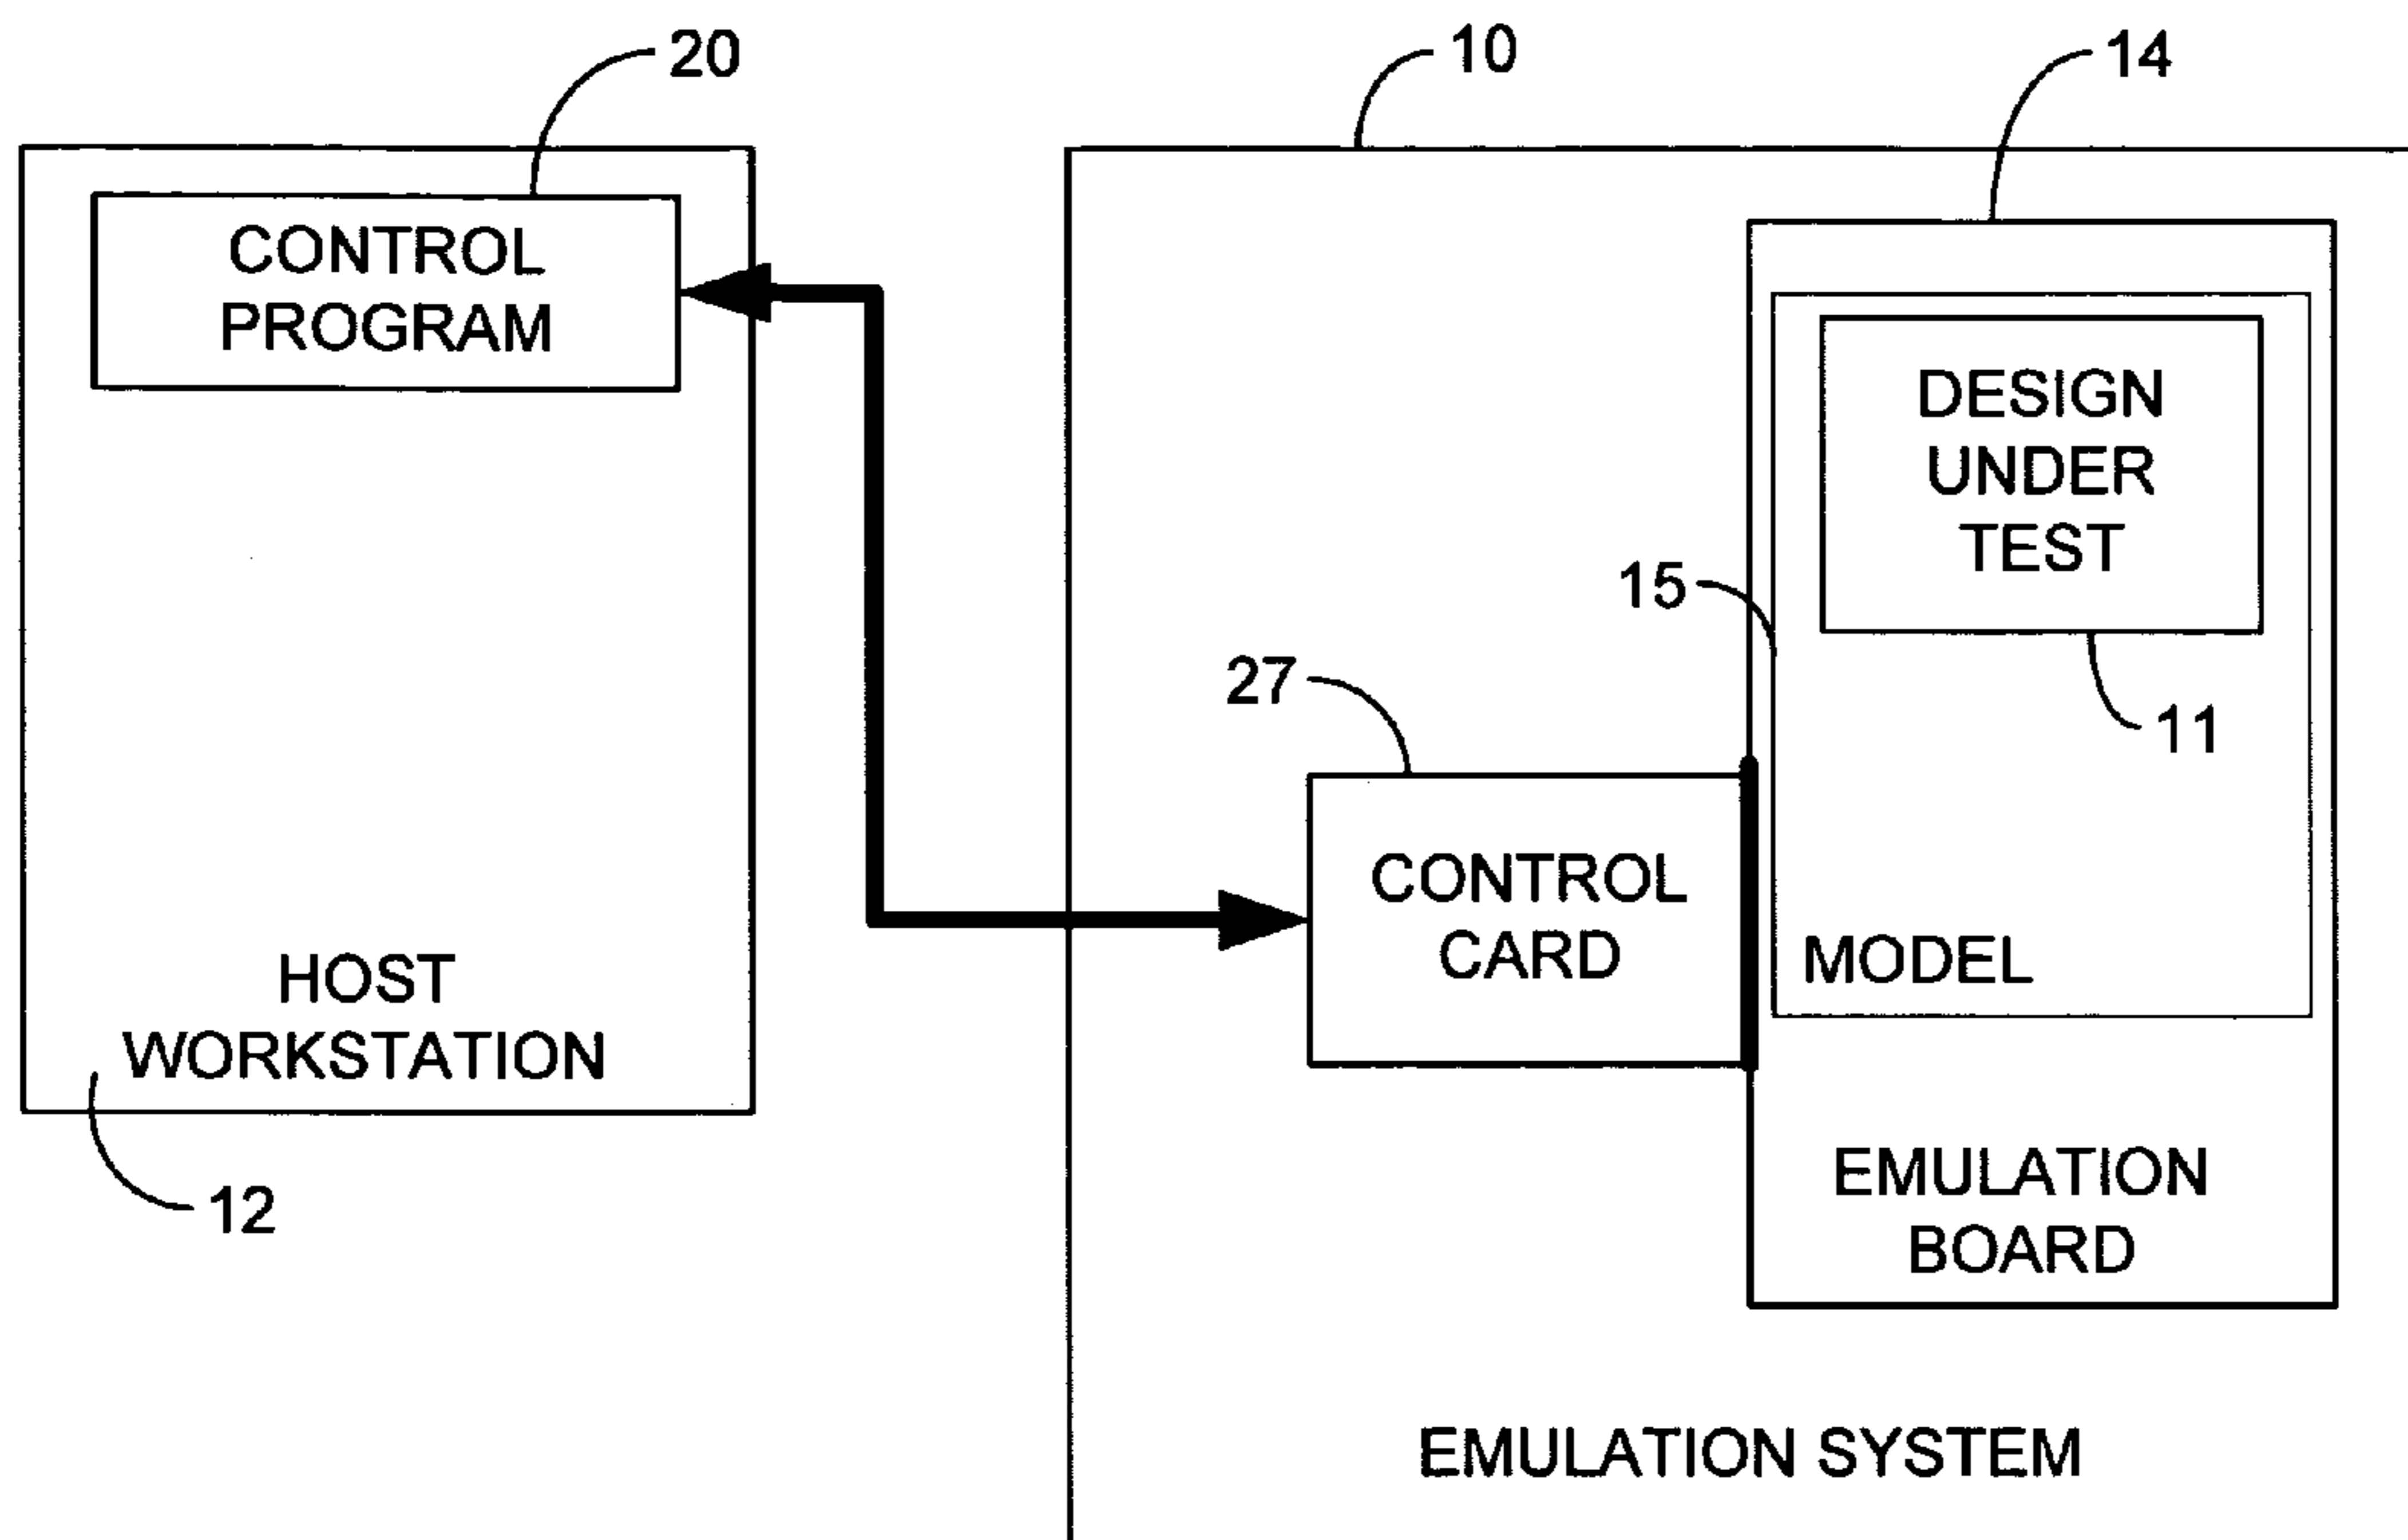 20
10
14
CONTROL
PROGRAM
DESIGN
UNDER
TEST
15
27
11
CONTROL
CARD
MODEL
HOST
WORKSTATION
12
EMULATION
BOARD
EMULATION SYSTEM